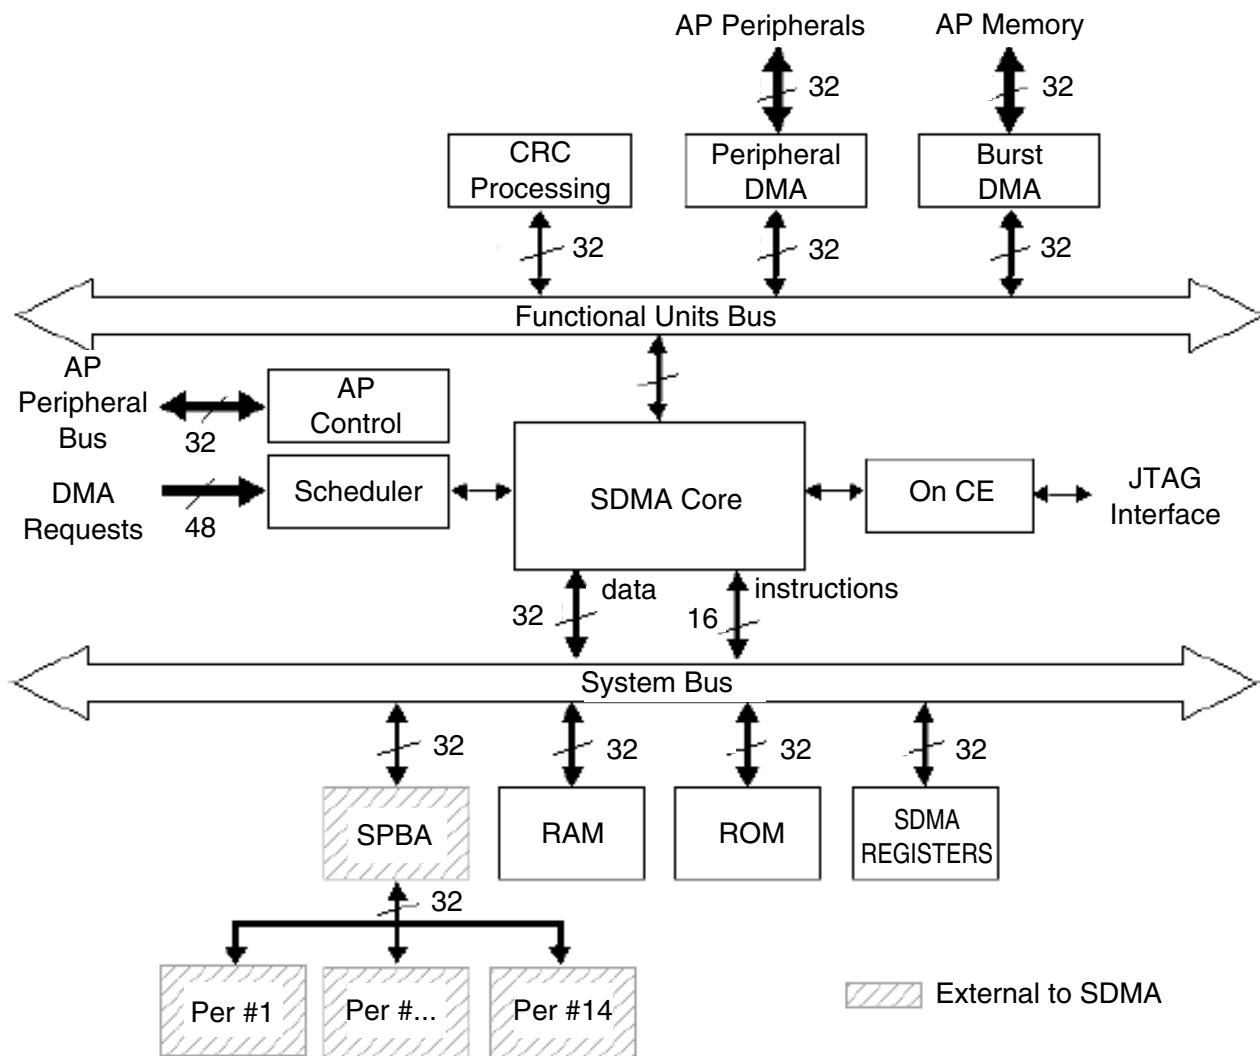 AP Peripherals
AP Memory
32
32
CRC
Processing
Peripheral
DMA
Burst
DMA
32
32
32
Functional Units Bus
AP
Peripheral
Bus
32
AP
Control
DMA
Requests
48
Scheduler
SDMA Core
On CE
JTAG
Interface
data
32
instructions
16
System Bus
32
32
32
32
SPBA
RAM
ROM
SDMA
REGISTERS
32
Per #1
Per #...
Per #14
External to SDMA